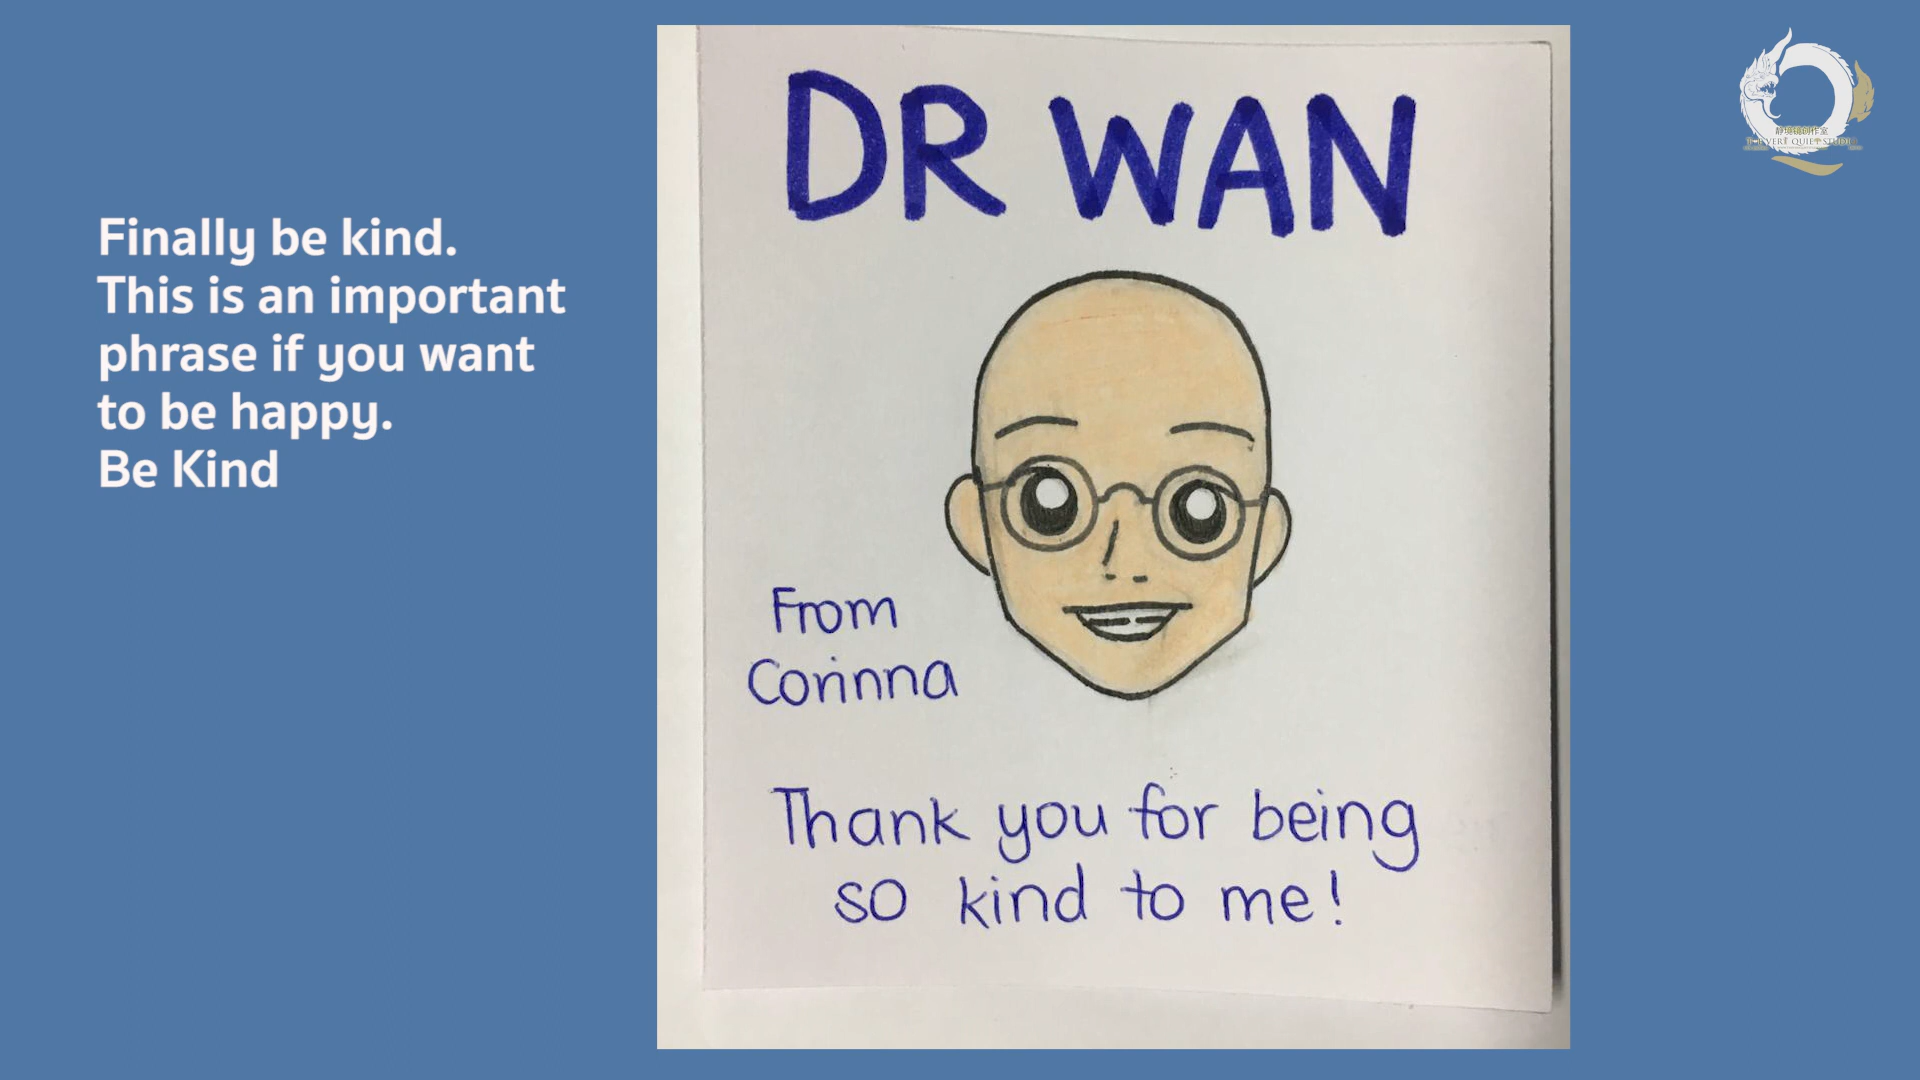 Finally be kind.
This is an important
phrase if you want
to be happy.
Be Kind
DR WAN
From
Corinna
Thank you for being
so kind to me!